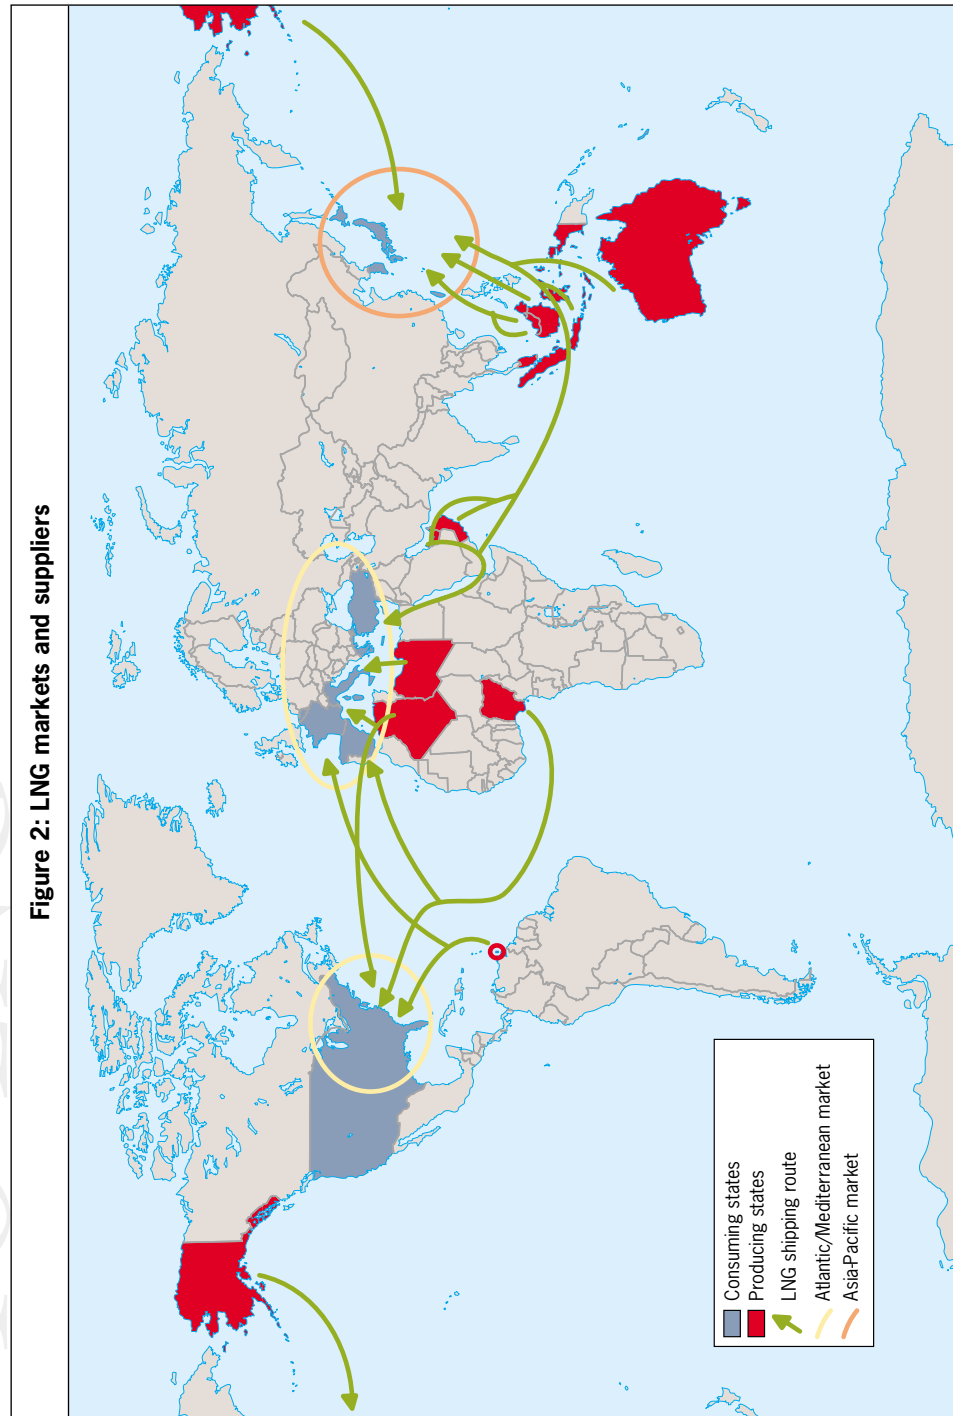 Figure 2: LNG markets and suppliers
Consuming states
Producing states
LNG shipping route
Atlantic/Mediterranean market
Asia-Pacific market